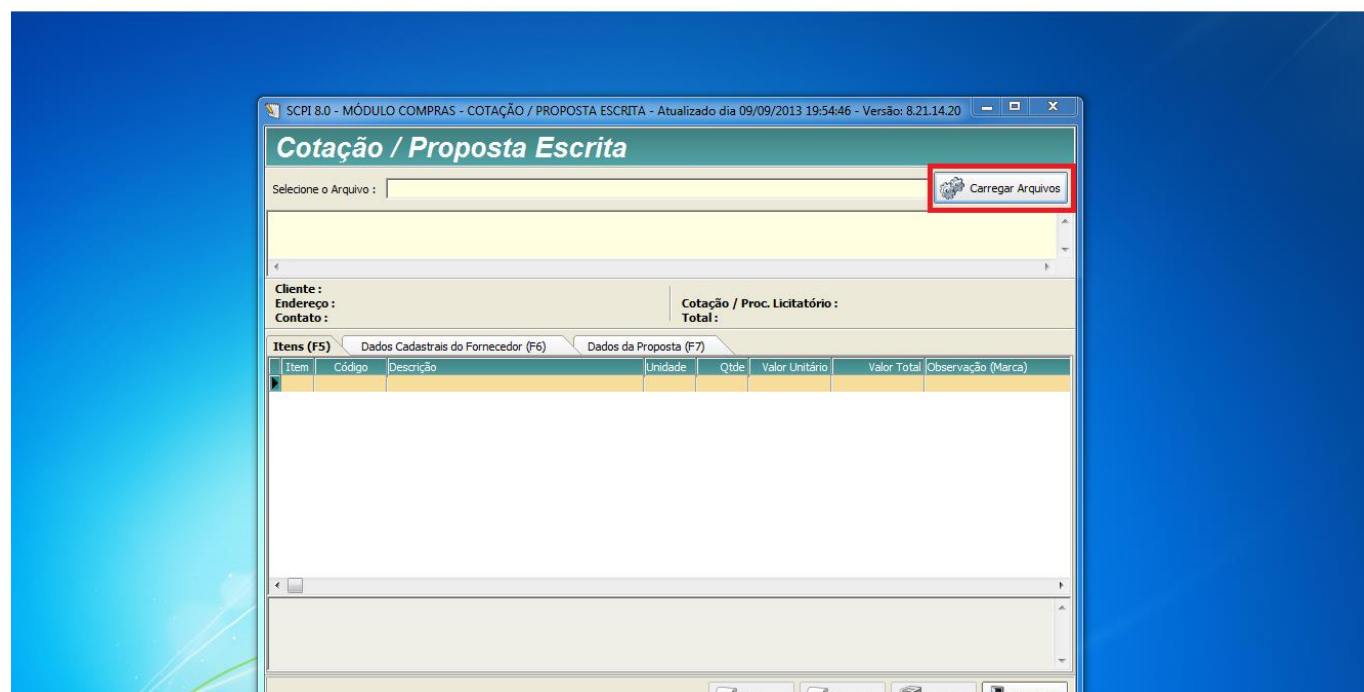 SCPI 8.0 - MÓDULO COMPRAS - COTAÇÃO / PROPOSTA ESCRITA - Atualizado dia 09/09/2013 19:54:46 - Versão: 8.21.14.20
Cotação / Proposta Escrita
Selecione o Arquivo :
Carregar Arquivos
Cliente :
Endereço :
Cotação / Proc. Licitatório :
Contato :
Total :
Itens (F5) Dados Cadastrais do Fornecedor (F6) Dados da Proposta (F7)
Item Código Descrição Unidade Qtde Valor Unitário Valor Total Observação (Marca)